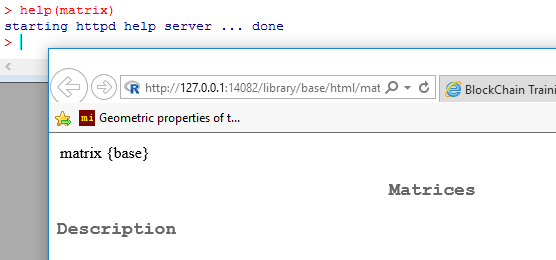 > help(matrix)
starting httpd help server ... done
>
http://127.0.0.1:14082/library/base/html/mat
BlockChain Traini
mi Geometric properties of t...
matrix {base}
Matrices
Description